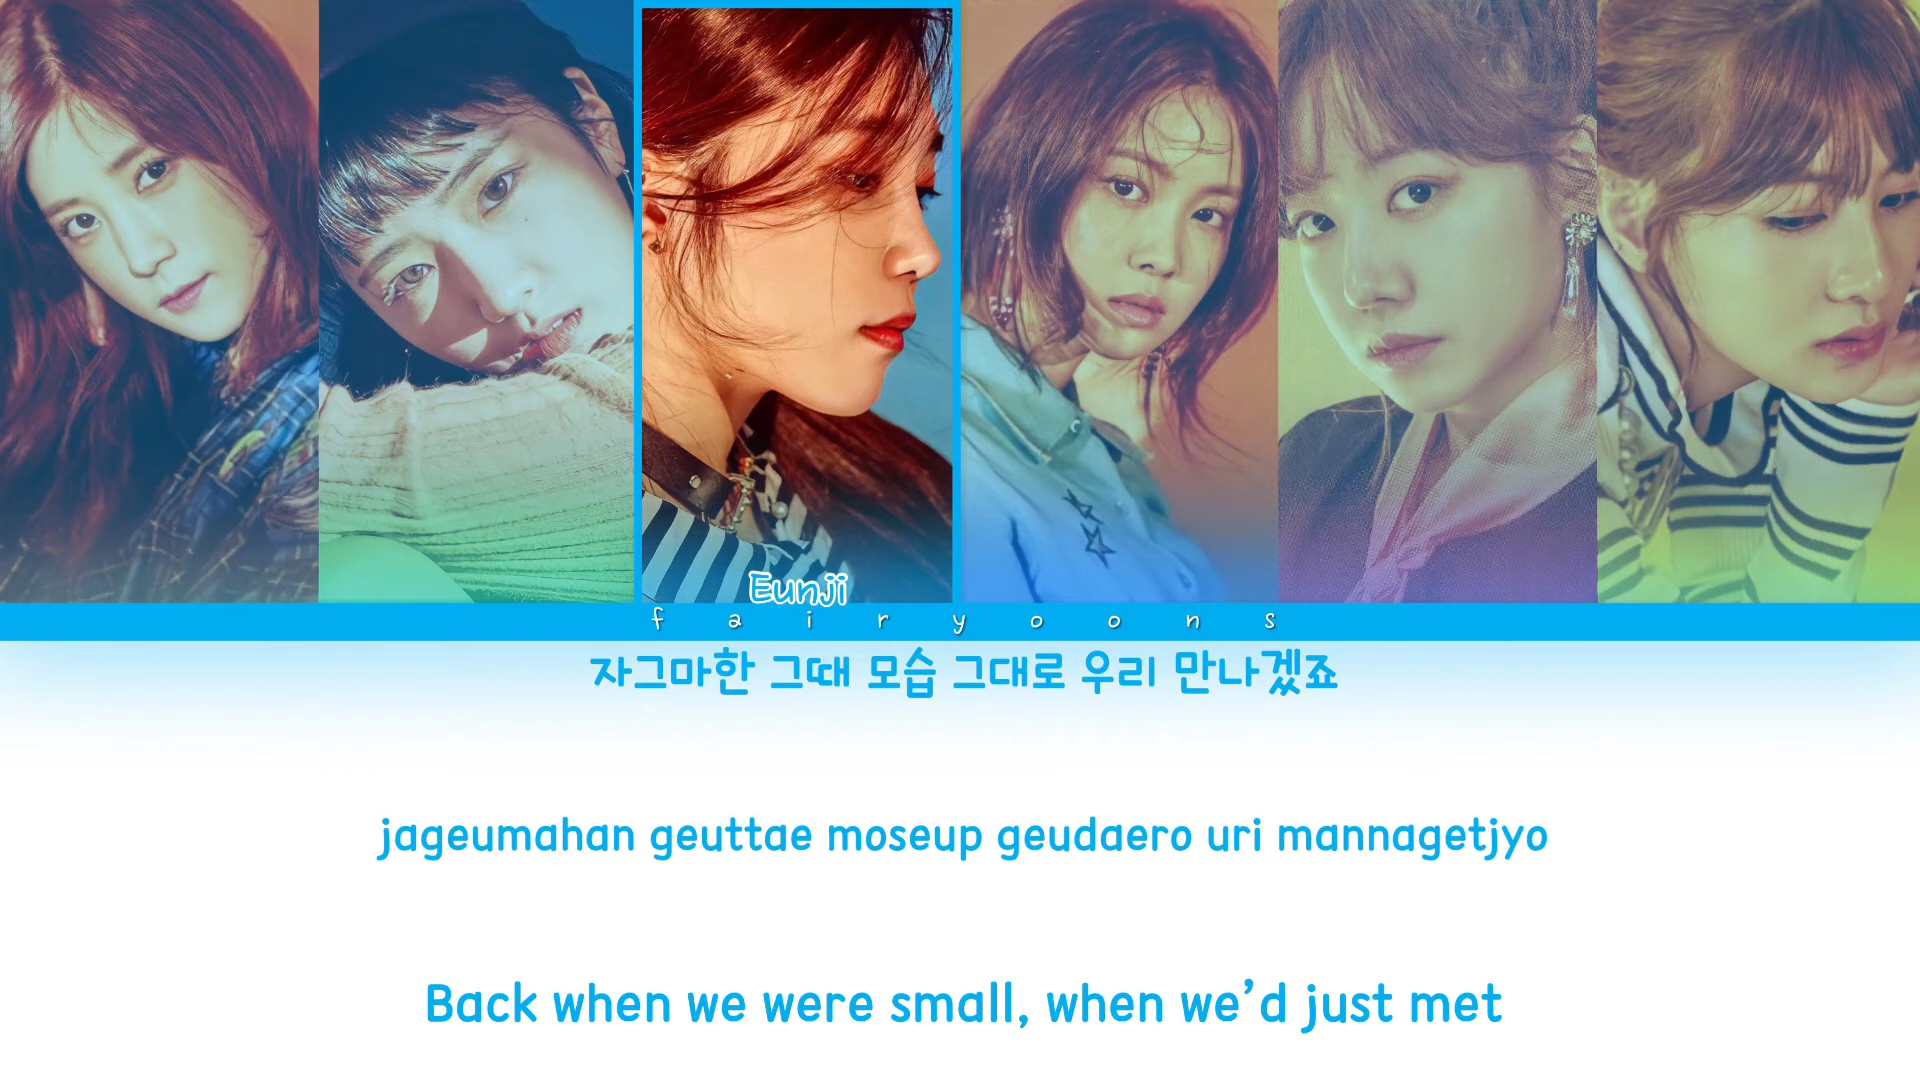 Eunji
fairyoons
자그마한 그때 모습 그대로 우리 만나겠죠
jageumahan geuttae moseup geudaero uri mannagetjyo
Back when we were small, when we'd just met